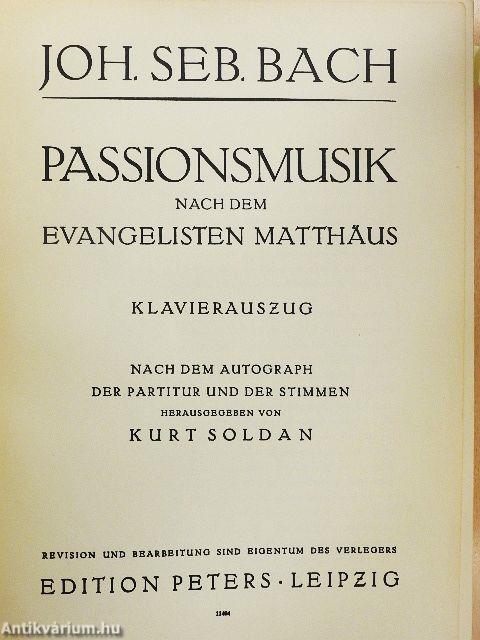 JOH. SEB. BACH
PASSIONSMUSIK
NACH DEM
EVANGELISTEN MATTHÄUS
KLAVIERAUSZUG
NACH DEM AUTOGRAPH
DER PARTITUR UND DER STIMMEN
HERAUSGEGEBEN VON
KURT SOLDAN
REVISION UND BEARBEITUNG SIND EIGENTUM DES VERLEGERS
EDITION PETERS · LEIPZIG
Antikvárium.hu